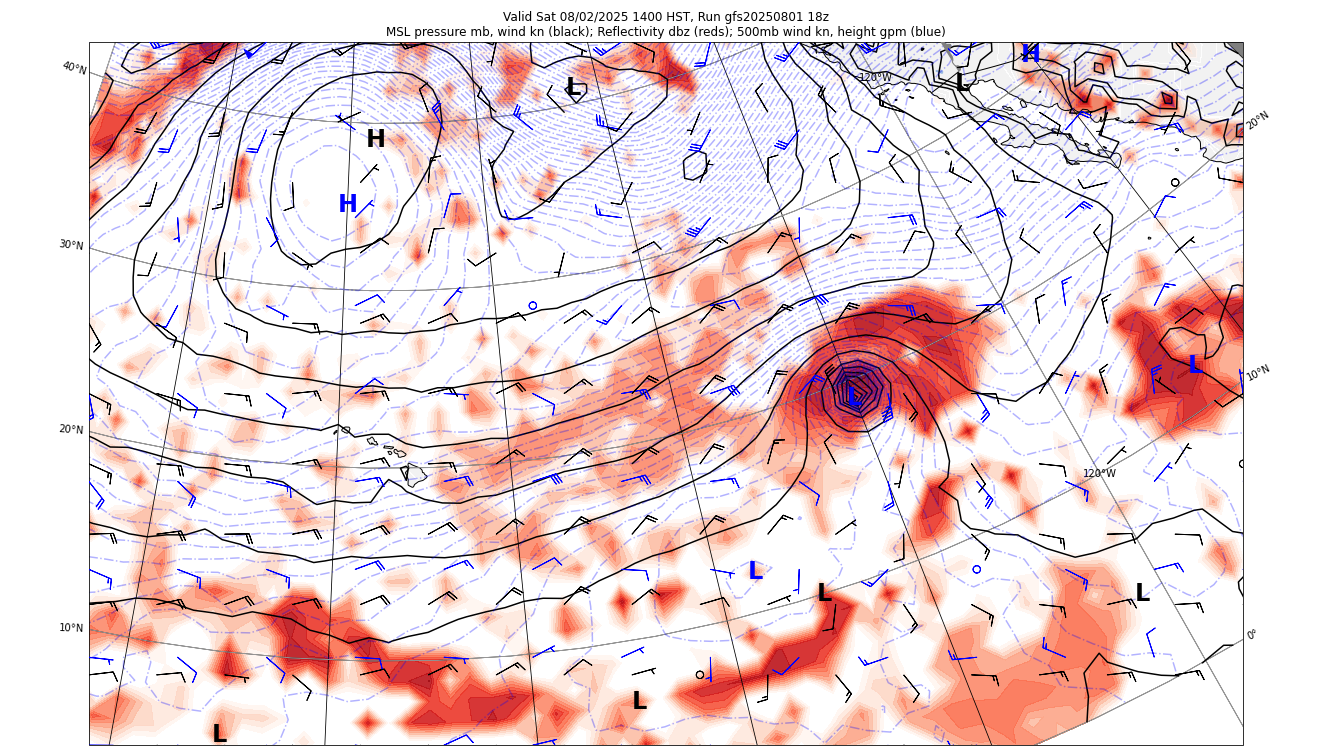 Valid Sat 08/02/2025 1400 HST, Run gfs20250801 18z
MSL pressure mb, wind kn (black); Reflectivity dbz (reds); 500mb wind kn, height gpm (blue)
H
40°N
120°W
L
L
20°N
H
H
30°N
L
10°N
L
20°N
120°W
L
L
L
10°N
0°
L
L